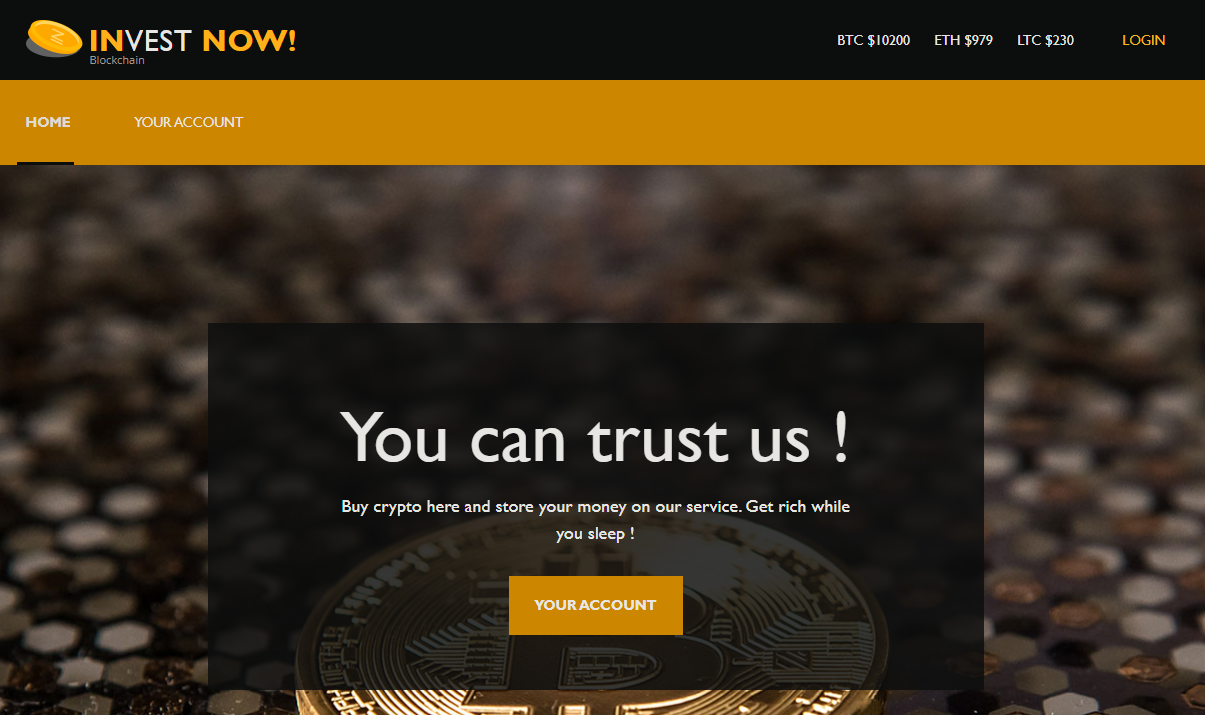 INVEST NOW!
Blockchain
BTC $10200 ETH $979 LTC $230 LOGIN
HOME YOUR ACCOUNT
You can trust us !
Buy crypto here and store your money on our service. Get rich while
you sleep !
YOUR ACCOUNT